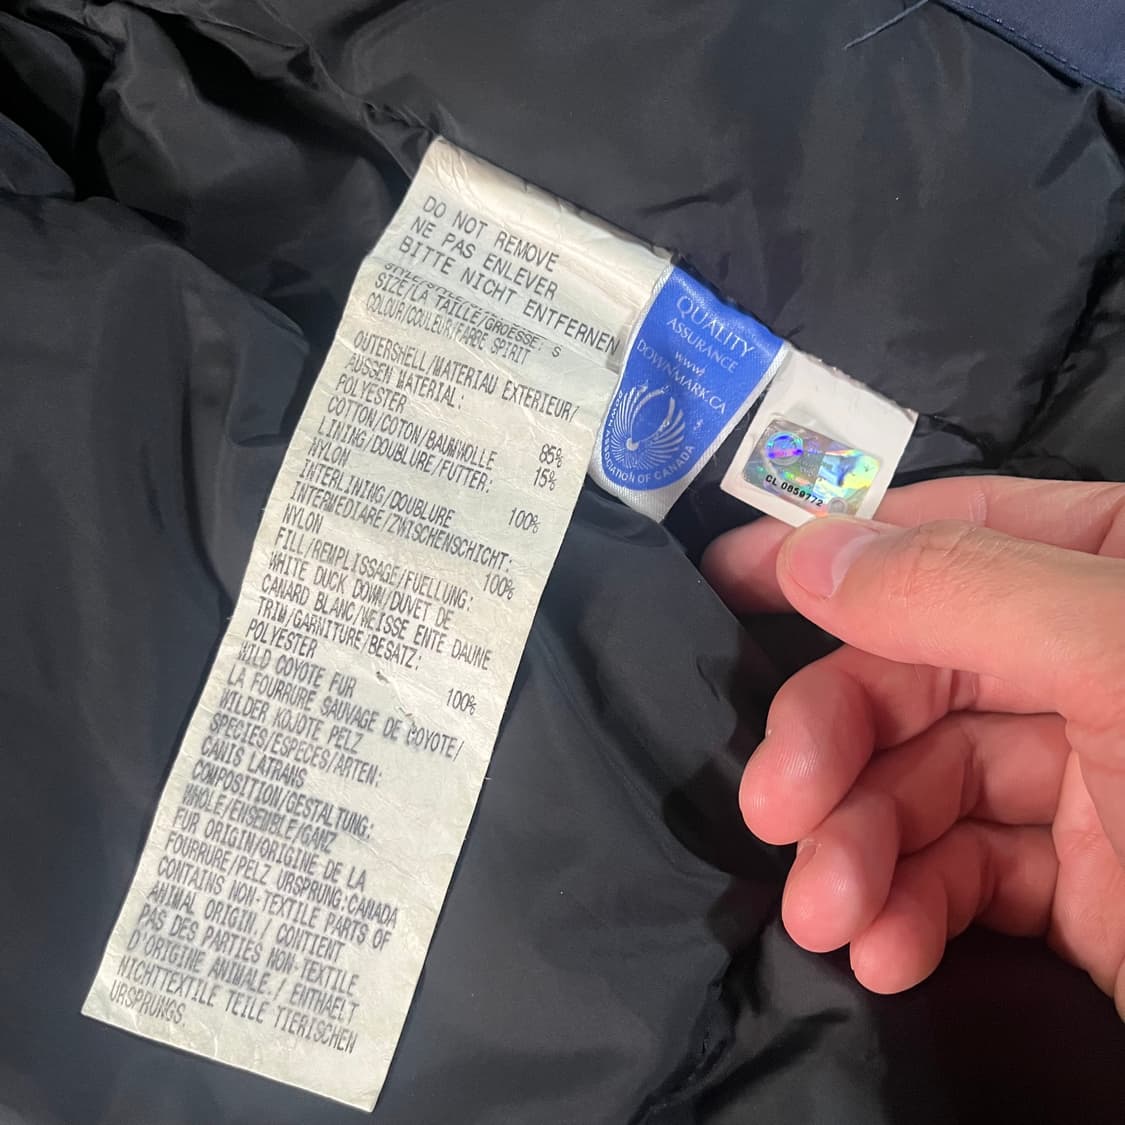 DO NOT REMOVE
NE PAS ENLEVER
BITTE NICHT ENTFERNEN
STYLE/STYLE/
SIZE/LA TAILLE/GROESSE: S
COLOUR/COULEUR/FARBE SPIRIT
OUTERSHELL/MATERIAU EXTERIEUR/
AUSSEN MATERIAL:
POLYESTER 85%
COTTON/COTON/BAUMWOLLE 15%
LINING/DOUBLURE/FUTTER:
NYLON 100%
INTERLINING/DOUBLURE
INTERMEDIARE/ZWISCHENSCHICHT:
NYLON 100%
FILL/REMPLISSAGE/FUELLUNG:
WHITE DUCK DOWN/DUVET DE
CANARD BLANC/WEISSE ENTE DAUNE
TRIM/GARNITURE/BESATZ:
POLYESTER 100%
WILD COYOTE FUR
LA FOURRURE SAUVAGE DE COYOTE/
WILDER KOJOTE PELZ
SPECIES/ESPECES/ARTEN:
CANIS LATRANS
COMPOSITION/GESTALTUNG:
WHOLE/ENSEMBLE/GANZ
FUR ORIGIN/ORIGINE DE LA
FOURRURE/PELZ URSPRUNG:CANADA
CONTAINS NON-TEXTILE PARTS OF
ANIMAL ORIGIN./ CONTIENT
PAS DES PARTIES NON-TEXTILE
D'ORIGINE ANIMALE./ ENTHAELT
NICHTTEXTILE TEILE TIERISCHEN
URSPRUNGS.
QUALITY
ASSURANCE
www.
DOWNMARK.CA
ASSOCIATION OF CANADA
CL 0859772